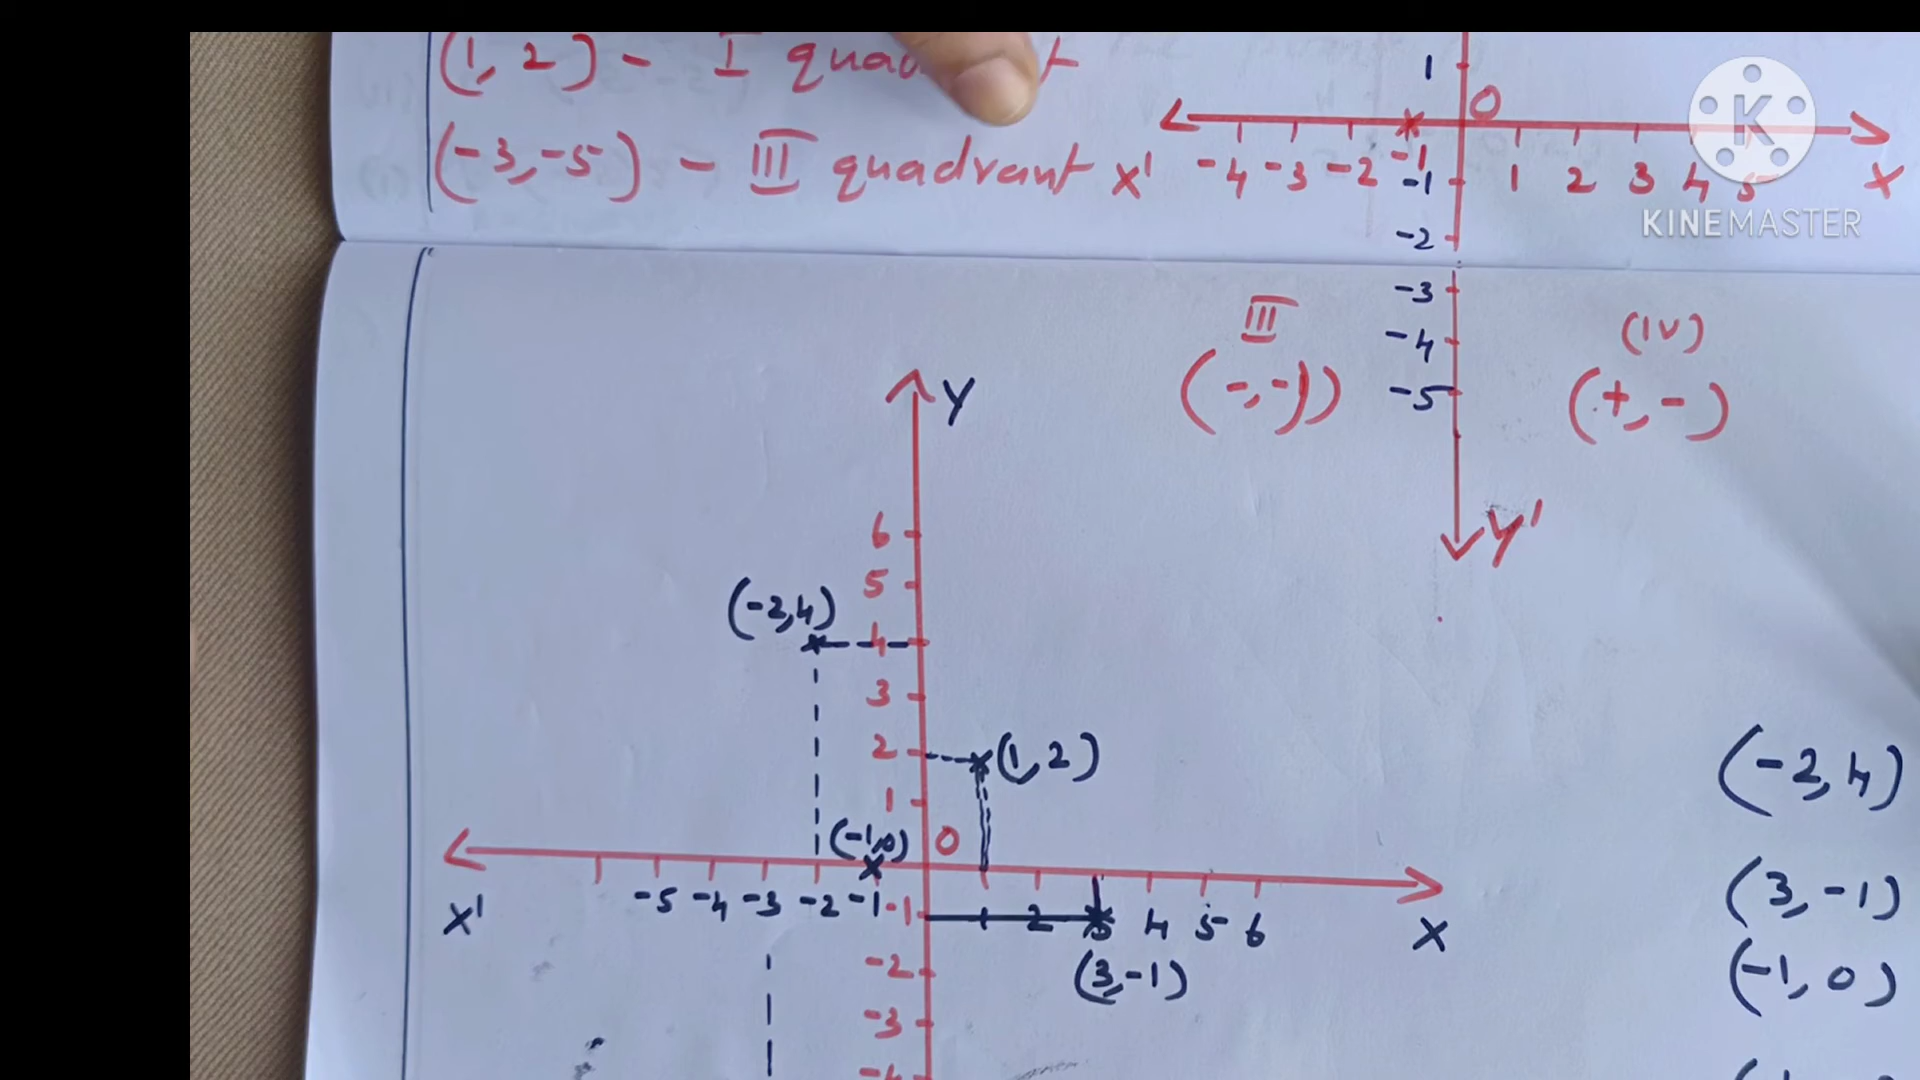 (1, 2) - I quadrant
(-3, -5) - III quadrant
1
O
-4 -3 -2 -1 1 2 3 4 5
X'
X
-1
-2
-3
-4
-5
III
(-, -)
(IV)
(+, -)
Y'
K
KINEMASTER
Y
6
5
4
3
2
1
(-2, 4)
(1, 2)
(-1, 0)
O
-5 -4 -3 -2 -1 1 2 3 4 5 6
X'
X
-1
-2
-3
-4
(3, -1)
(-2, 4)
(3, -1)
(-1, 0)